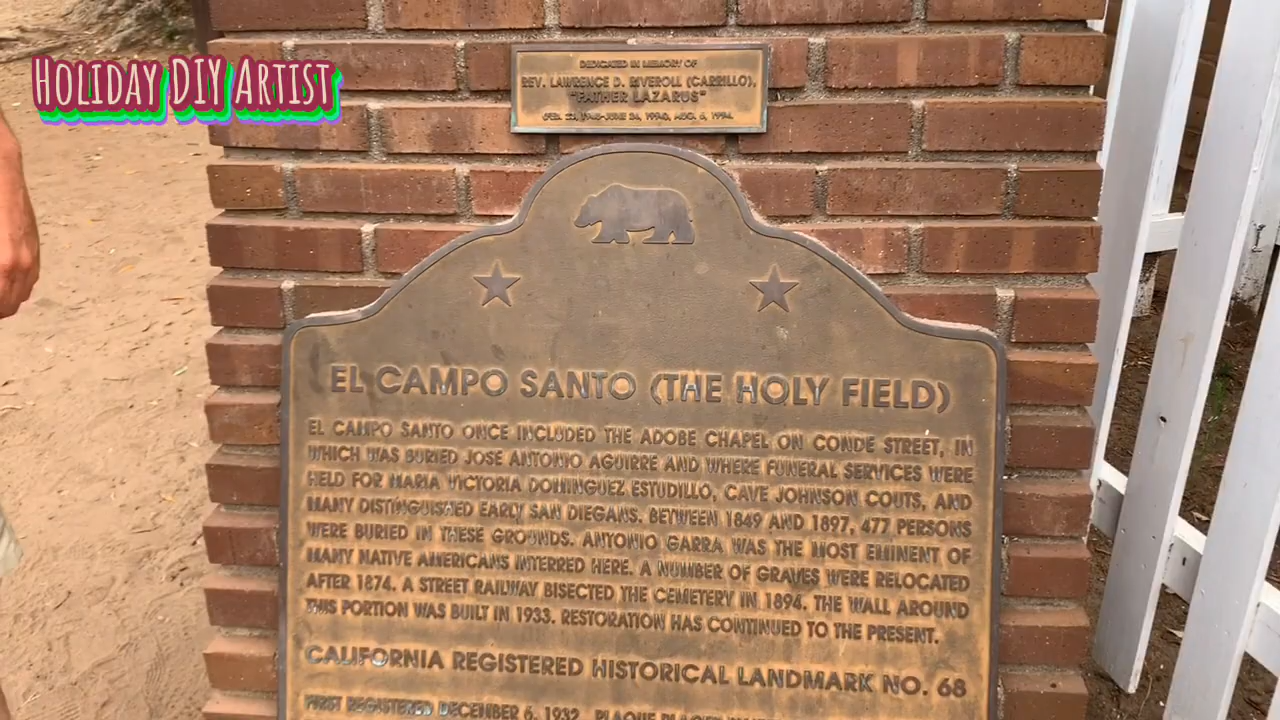 HOLIDAY DIY ARTIST
DEDICATED IN MEMORY OF
REV. LAWRENCE D. RIVEROLL (CARRILLO),
"FATHER LAZARUS"
EL CAMPO SANTO (THE HOLY FIELD)
EL CAMPO SANTO ONCE INCLUDED THE ADOBE CHAPEL ON CONDE STREET, IN
WHICH WAS BURIED JOSE ANTONIO AGUIRRE AND WHERE FUNERAL SERVICES WERE
HELD FOR MARIA VICTORIA DOMINGUEZ ESTUDILLO, CAVE JOHNSON COUTS, AND
MANY DISTINGUISHED EARLY SAN DIEGANS. BETWEEN 1849 AND 1897, 477 PERSONS
WERE BURIED IN THESE GROUNDS. ANTONIO GARRA WAS THE MOST EMINENT OF
MANY NATIVE AMERICANS INTERRED HERE. A NUMBER OF GRAVES WERE RELOCATED
AFTER 1874. A STREET RAILWAY BISECTED THE CEMETERY IN 1894. THE WALL AROUND
THIS PORTION WAS BUILT IN 1933. RESTORATION HAS CONTINUED TO THE PRESENT.
CALIFORNIA REGISTERED HISTORICAL LANDMARK NO. 68
FIRST REGISTERED DECEMBER 6, 1932. PLAQUE